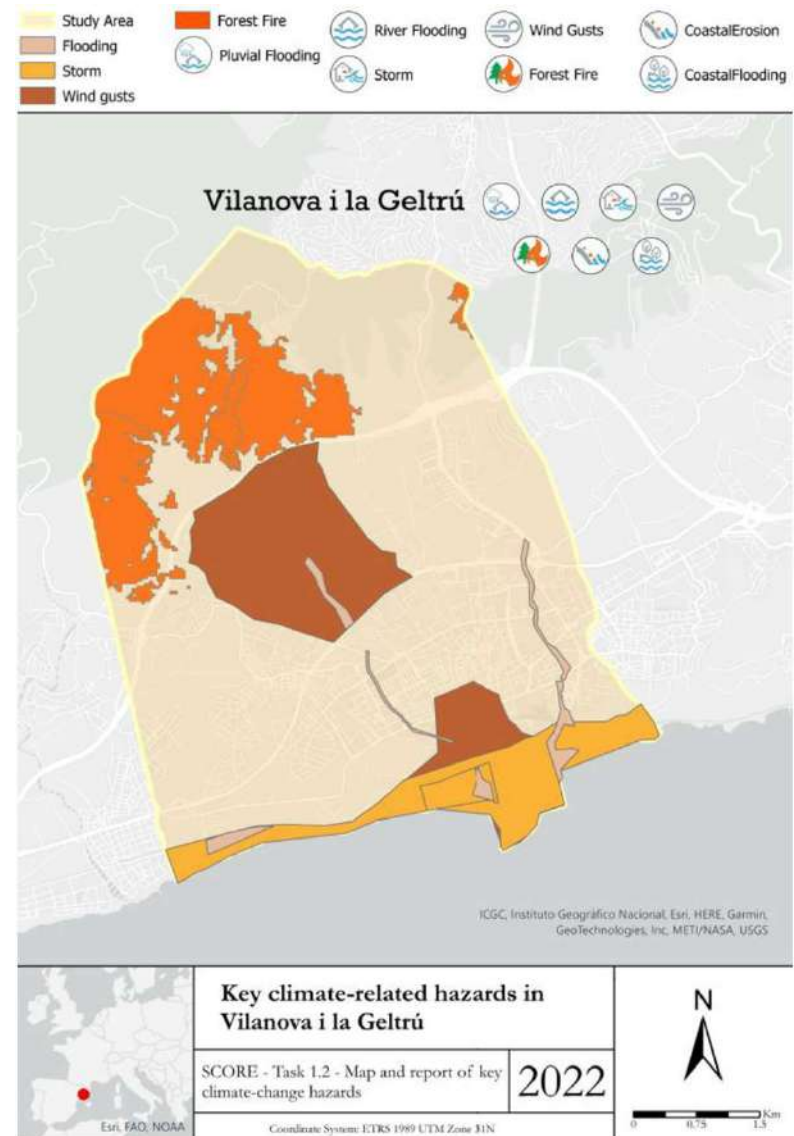 Study Area
Flooding
Storm
Wind gusts
Forest Fire
Pluvial Flooding
River Flooding
Storm
Wind Gusts
Forest Fire
CoastalErosion
CoastalFlooding
Vilanova i la Geltrú
ICGC, Instituto Geográfico Nacional, Esri, HERE, Garmin,
GeoTechnologies, Inc, METI/NASA, USGS
Key climate-related hazards in
Vilanova i la Geltrú
SCORE - Task 1.2 - Map and report of key
climate-change hazards
2022
Coordinate System: ETRS 1989 UTM Zone 31N
Esri, FAO, NOAA
N
Km
0 0.75 1.5